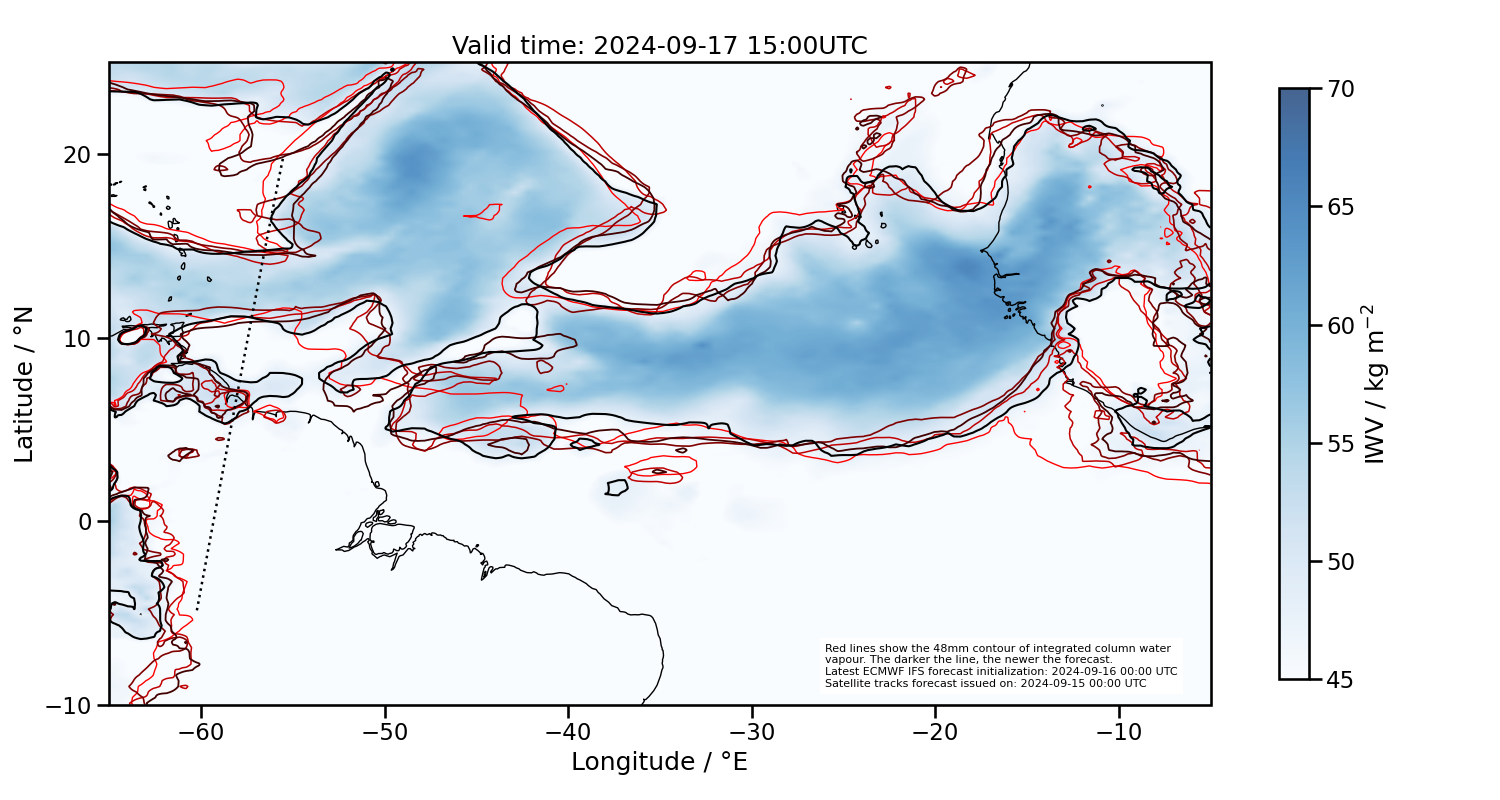 Valid time: 2024-09-17 15:00UTC
20
10
0
−10
Latitude / °N
−60
−50
−40
−30
−20
−10
Longitude / °E
Red lines show the 48mm contour of integrated column water
vapour. The darker the line, the newer the forecast.
Latest ECMWF IFS forecast initialization: 2024-09-16 00:00 UTC
Satellite tracks forecast issued on: 2024-09-15 00:00 UTC
70
65
60
55
50
45
IWV / kg m⁻²